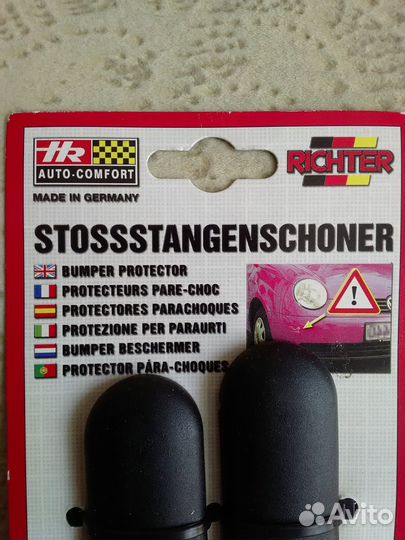 HR
AUTO-COMFORT
RICHTER
MADE IN GERMANY
STOSSSTANGENSCHONER
BUMPER PROTECTOR
PROTECTEURS PARE-CHOC
PROTECTORES PARACHOQUES
PROTEZIONE PER PARAURTI
BUMPER BESCHERMER
PROTECTOR PÁRA-CHOQUES
!
Avito